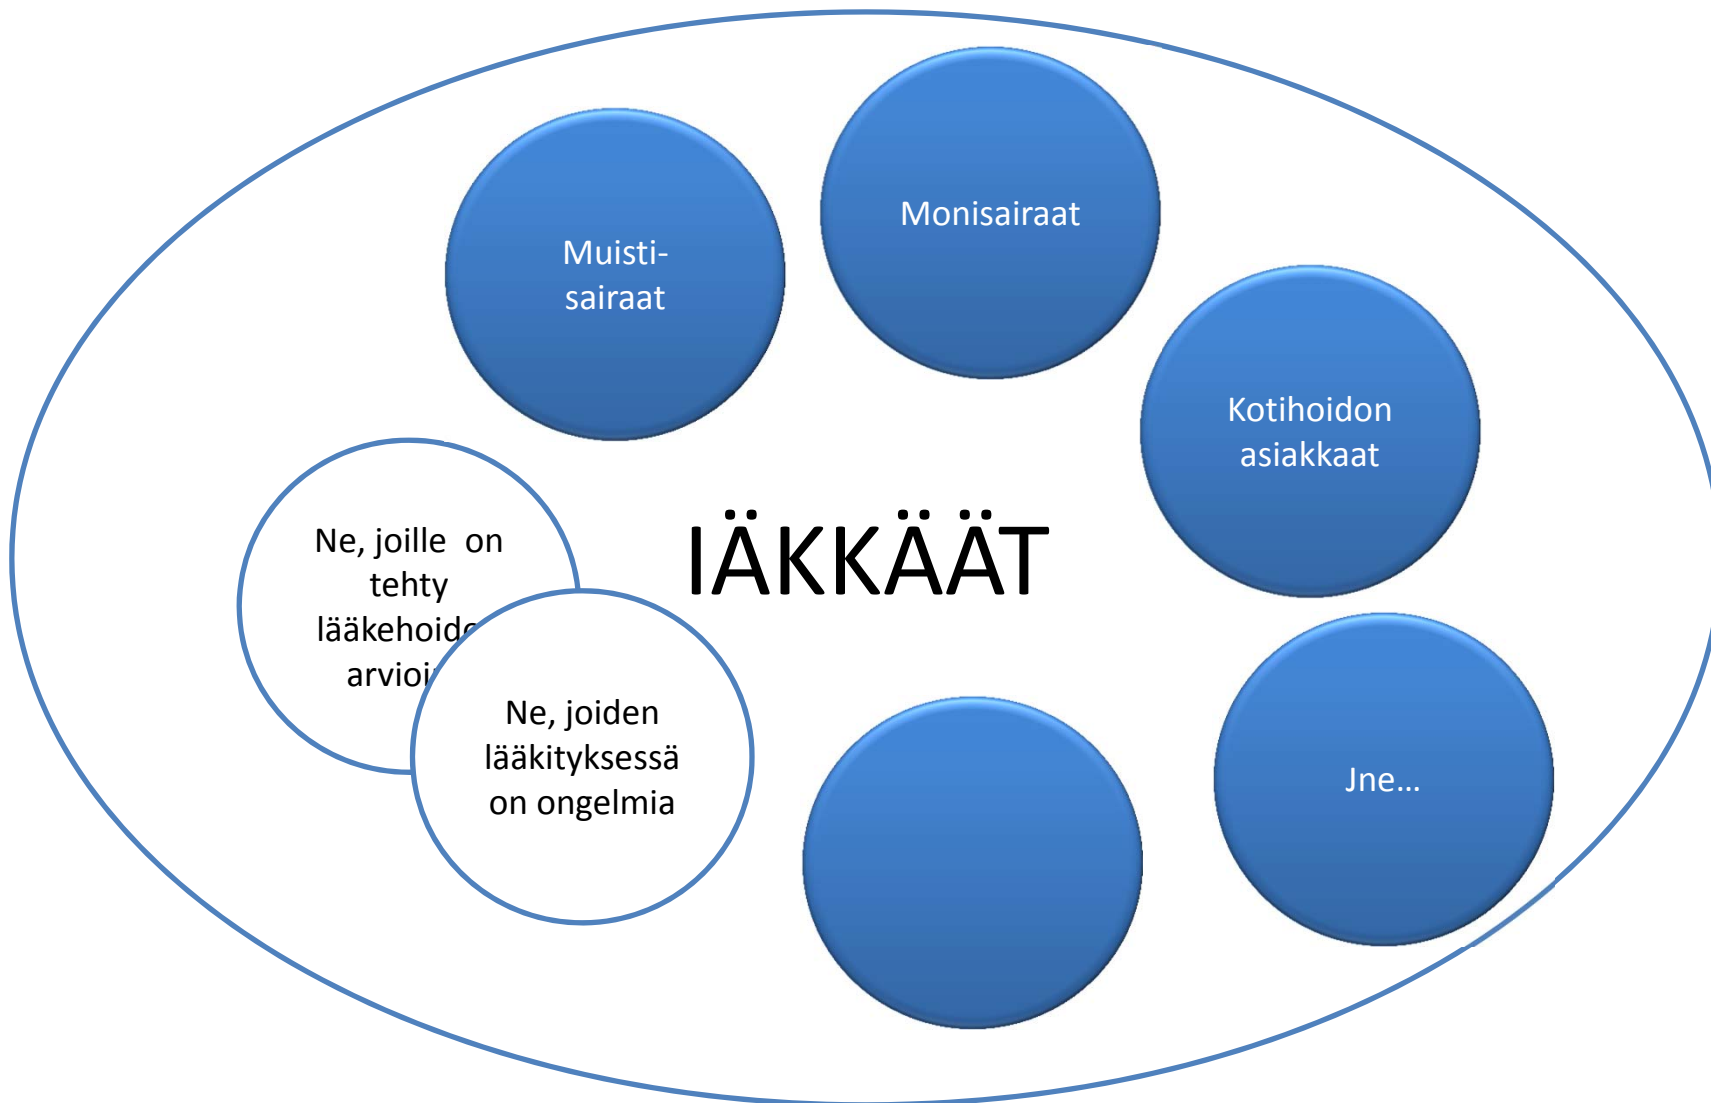 Monisairaat
Muisti-
sairaat
Kotihoidon
asiakkaat
IÄKKÄÄT
Ne, joille on
tehty
Ne, joiden
lääkityksessä
on ongelmia
Jne...